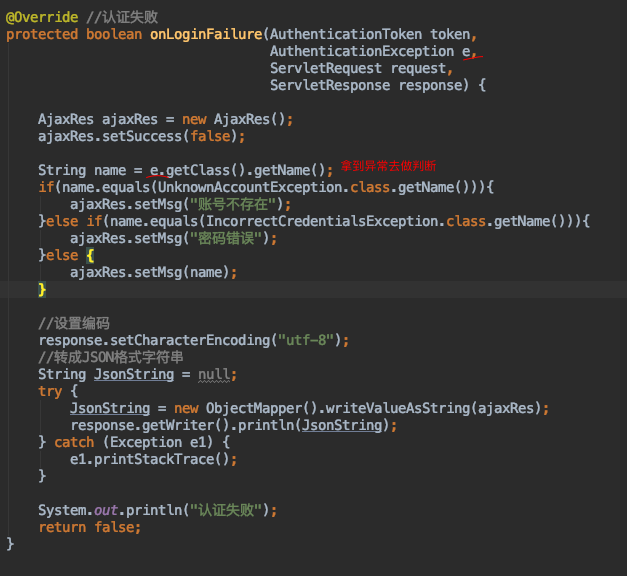 @Override //认证失败
protected boolean onLoginFailure(AuthenticationToken token,
AuthenticationException e,
ServletRequest request,
ServletResponse response) {
AjaxRes ajaxRes = new AjaxRes();
ajaxRes.setSuccess(false);
String name = e.getClass().getName(); 拿到异常去做判断
if(name.equals(UnknownAccountException.class.getName())){
ajaxRes.setMsg("账号不存在");
}else if(name.equals(IncorrectCredentialsException.class.getName())){
ajaxRes.setMsg("密码错误");
}else {
ajaxRes.setMsg(name);
}
//设置编码
response.setCharacterEncoding("utf-8");
//转成JSON格式字符串
String JsonString = null;
try {
JsonString = new ObjectMapper().writeValueAsString(ajaxRes);
response.getWriter().println(JsonString);
} catch (Exception e1) {
e1.printStackTrace();
}
System.out.println("认证失败");
return false;
}